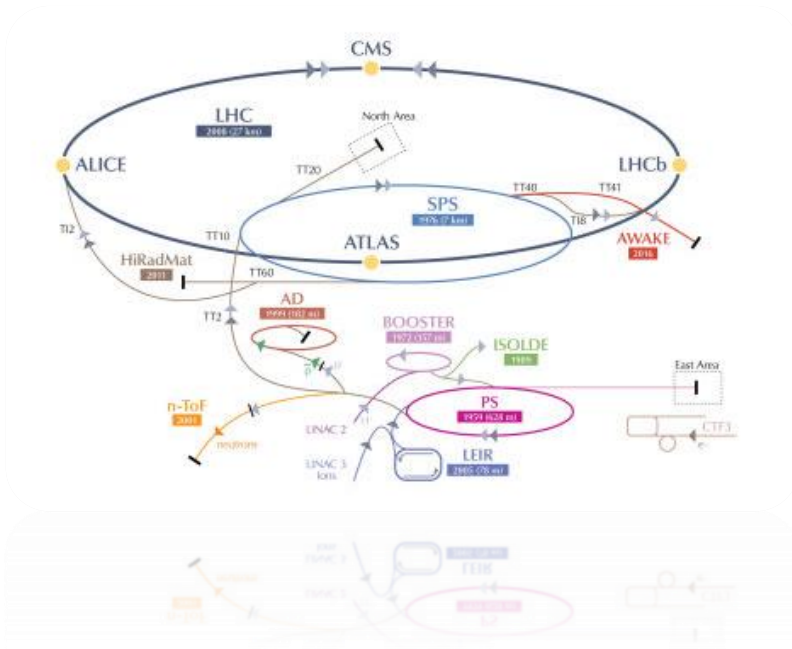 CMS
LHC
2008 (27 km)
North Area
ALICE
LHCb
TT20
TT40
TT41
SPS
1976 (7 km)
TI2
TT10
TI8
ATLAS
AWAKE
2016
HiRadMat
2011
TT60
AD
1999 (182 m)
TT2
BOOSTER
1972 (157 m)
ISOLDE
1989
East Area
p
n-ToF
2001
PS
1959 (628 m)
neutrons
LINAC 2
CTF3
e-
LINAC 3
Ions
LEIR
2005 (78 m)